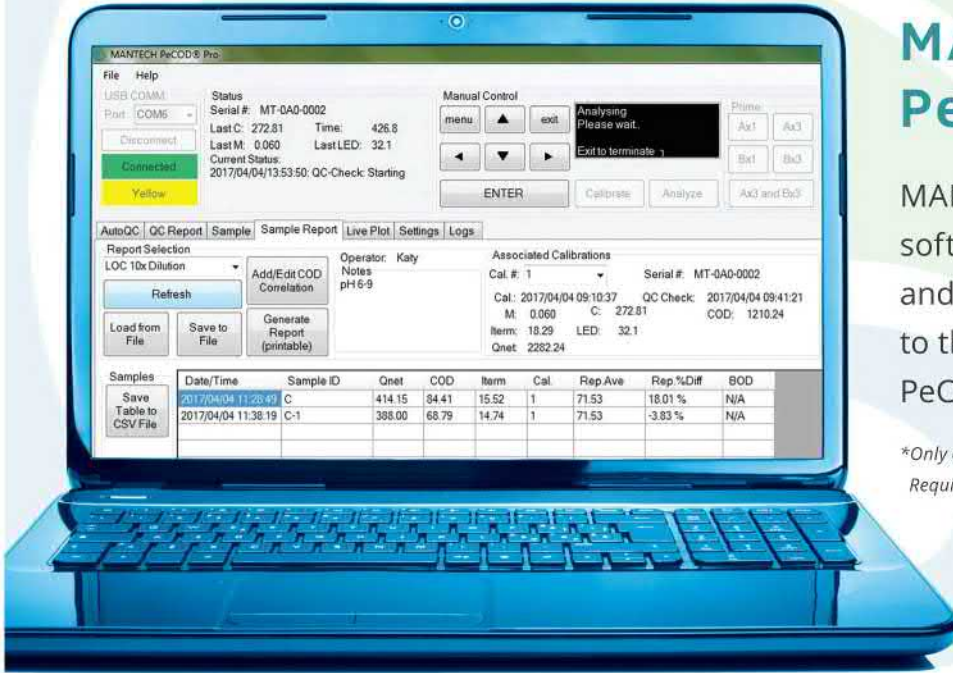 MANTECH PeCOD® Pro
File Help
USB COMM.
Port: COM6
Disconnect
Connected
Yellow
Status
Serial #: MT-0A0-0002
Last C: 272.81 Time: 426.8
Last M: 0.060 Last LED: 32.1
Current Status:
2017/04/04/13:53:50: QC-Check: Starting
Manual Control
menu ▲ exit
◄ ▼ ►
ENTER
Analysing
Please wait..
Exit to terminate
Calibrate Analyze
Prime
Ax1 Ax3
Bx1 Bx3
Ax3 and Bx3
AutoQC QC Report Sample Sample Report Live Plot Settings Logs
Report Selection
LOC 10x Dilution
Refresh
Load from
File
Save to
File
Add/Edit COD
Correlation
Generate
Report
(printable)
Operator: Katy
Notes
pH 6-9
Associated Calibrations
Cal. #: 1 Serial #: MT-0A0-0002
Cal.: 2017/04/04 09:10:37 QC Check: 2017/04/04 09:41:21
M: 0.060 C: 272.81 COD: 1210.24
Iterm: 18.29 LED: 32.1
Qnet: 2282.24
Samples
Save
Table to
CSV File
Date/Time Sample ID Qnet COD Iterm Cal. Rep.Ave Rep.%Diff BOD
2017/04/04 11:28:49 C 414.15 84.41 15.52 1 71.53 18.01 % N/A
2017/04/04 11:38:19 C-1 388.00 68.79 14.74 1 71.53 -3.83 % N/A
MA
Pe
MAN
soft
and
to th
PeC
*Only
Requi